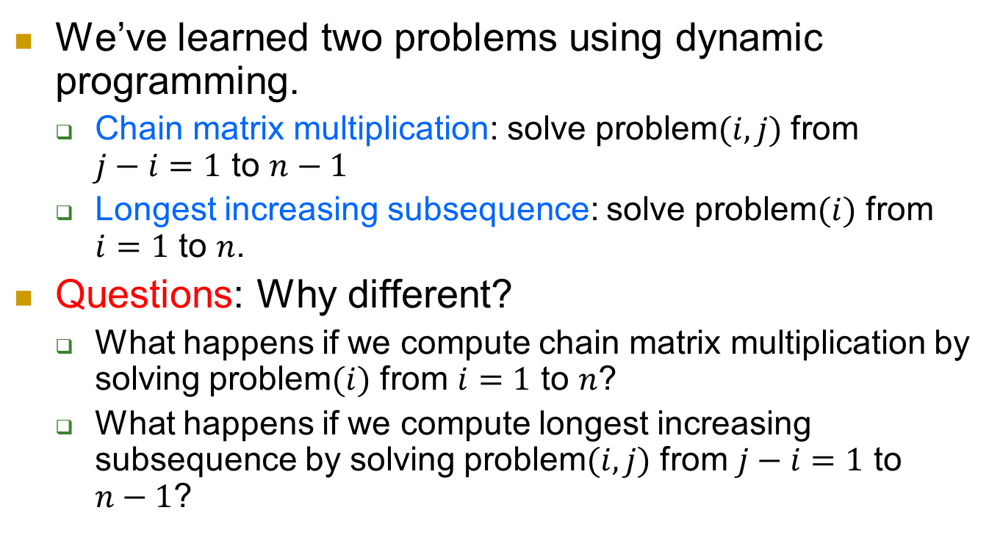 We’ve learned two problems using dynamic
programming.
Chain matrix multiplication: solve problem(i, j) from
j − i = 1 to n − 1
Longest increasing subsequence: solve problem(i) from
i = 1 to n.
Questions: Why different?
What happens if we compute chain matrix multiplication by
solving problem(i) from i = 1 to n?
What happens if we compute longest increasing
subsequence by solving problem(i, j) from j − i = 1 to
n − 1?